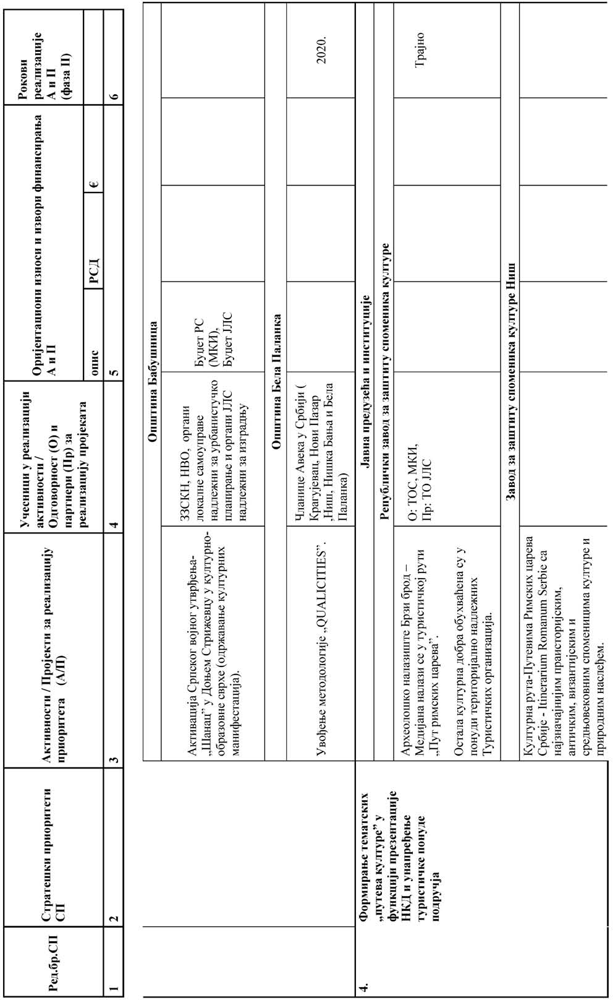 Ред.бр.СП
Стратешки приоритети
СП
Активности / Пројекти за реализацију
приоритета (А/П)
Учесници у реализацији
активности /
Одговорност (О) и
партнери (Пр) за
реализацију пројеката
Оријентациони износи и извори финансирања
А и П
опис
РСД
€
Рокови
реализације
А и П
(фаза II)
1
2
3
4
5
6
Општина Бабушница
Активација Српског војног утврђења-
„Шанац” у Доњем Стрижевцу у културно-
образовне сврхе (одржавање културних
манифестација).
ЗЗСКН, НВО, органи
локалне самоуправе
надлежни за урбанистучко
планирање и органи ЈЛС
надлежни за изградњу
Буџет РС
(МКИ),
Буџет ЈЛС
Општина Бела Паланка
Увођење методологије „QUALICITIES”.
Чланице Авека у Србији (
Крагујевац, Нови Пазар
,Ниш, Нишка Бања и Бела
Паланка)
2020.
4.
Формирање тематских
„путева културе” у
функцији презентације
НКД и унапређење
туристичке понуде
подручја
Јавна предузећа и институције
Републички завод за заштиту споменика културе
Археолошко налазиште Брзи брод –
Медијана налази се у туристичкој рути
„Пут римских царева”.
Остала културна добра обухваћена су у
понуди територијално надлежних
Туристичких организација.
О: ТОС, МКИ,
Пр: ТО ЈЛС
Трајно
Завод за заштиту споменика културе Ниш
Културна рута-Путевима Римских царева
Србије - Itinerarium Romanum Serbie са
најзначајнијим праисторијским,
античким, византијским и
средњовековним споменицима културе и
природним наслеђем.